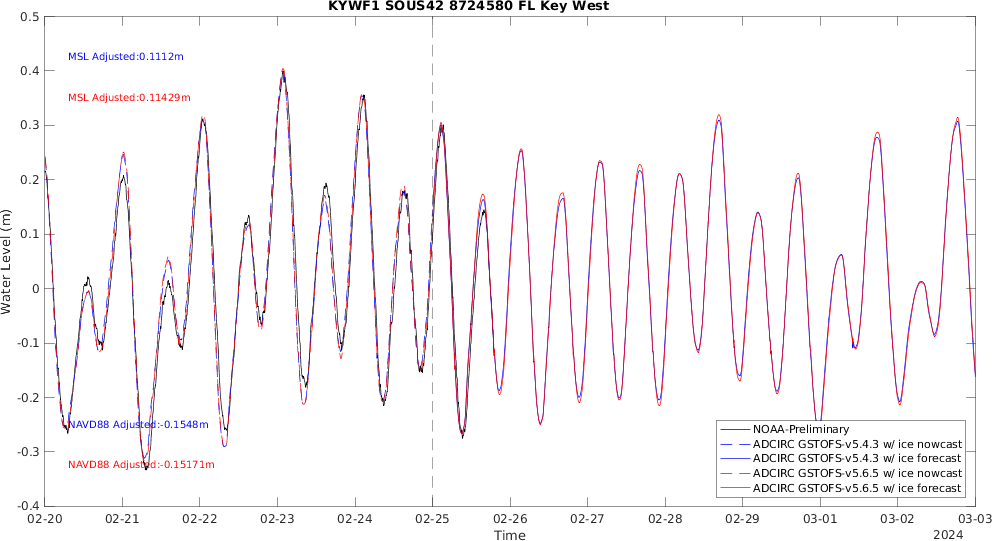 KYWF1 SOUS42 8724580 FL Key West
0.5
MSL Adjusted:0.1112m
0.4
MSL Adjusted:0.11429m
0.3
0.2
0.1
Water Level (m)
0
-0.1
-0.2
NAVD88 Adjusted:-0.1548m
NOAA-Preliminary
ADCIRC GSTOFS-v5.4.3 w/ ice nowcast
-0.3
ADCIRC GSTOFS-v5.4.3 w/ ice forecast
NAVD88 Adjusted:-0.15171m
ADCIRC GSTOFS-v5.6.5 w/ ice nowcast
ADCIRC GSTOFS-v5.6.5 w/ ice forecast
-0.4
02-20 02-21 02-22 02-23 02-24 02-25 02-26 02-27 02-28 02-29 03-01 03-02 03-03
Time
2024